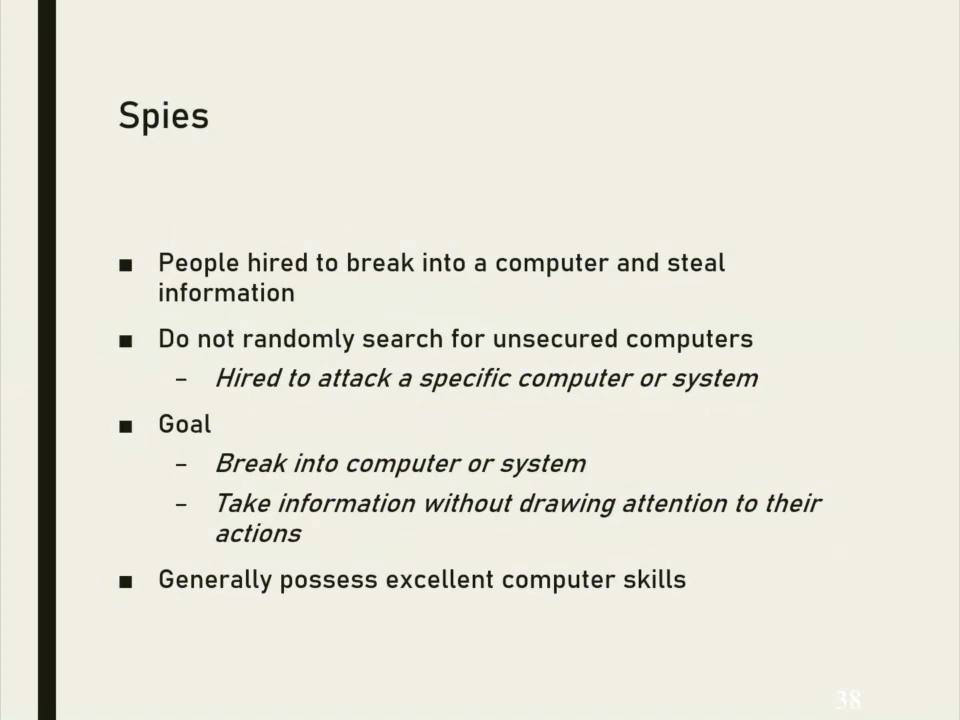 Spies
■ People hired to break into a computer and steal
information
■ Do not randomly search for unsecured computers
– Hired to attack a specific computer or system
■ Goal
– Break into computer or system
– Take information without drawing attention to their
actions
■ Generally possess excellent computer skills
38